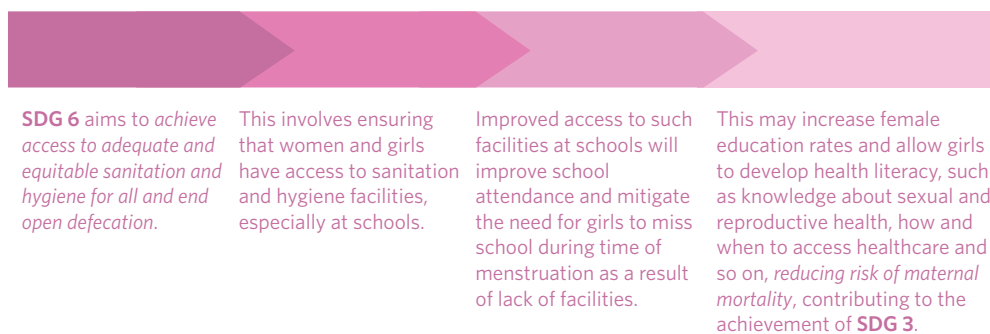 SDG 6 aims to achieve
access to adequate and
equitable sanitation and
hygiene for all and end
open defecation.
This involves ensuring
that women and girls
have access to sanitation
and hygiene facilities,
especially at schools.
Improved access to such
facilities at schools will
improve school
attendance and mitigate
the need for girls to miss
school during time of
menstruation as a result
of lack of facilities.
This may increase female
education rates and allow girls
to develop health literacy, such
as knowledge about sexual and
reproductive health, how and
when to access healthcare and
so on, reducing risk of maternal
mortality, contributing to the
achievement of SDG 3.